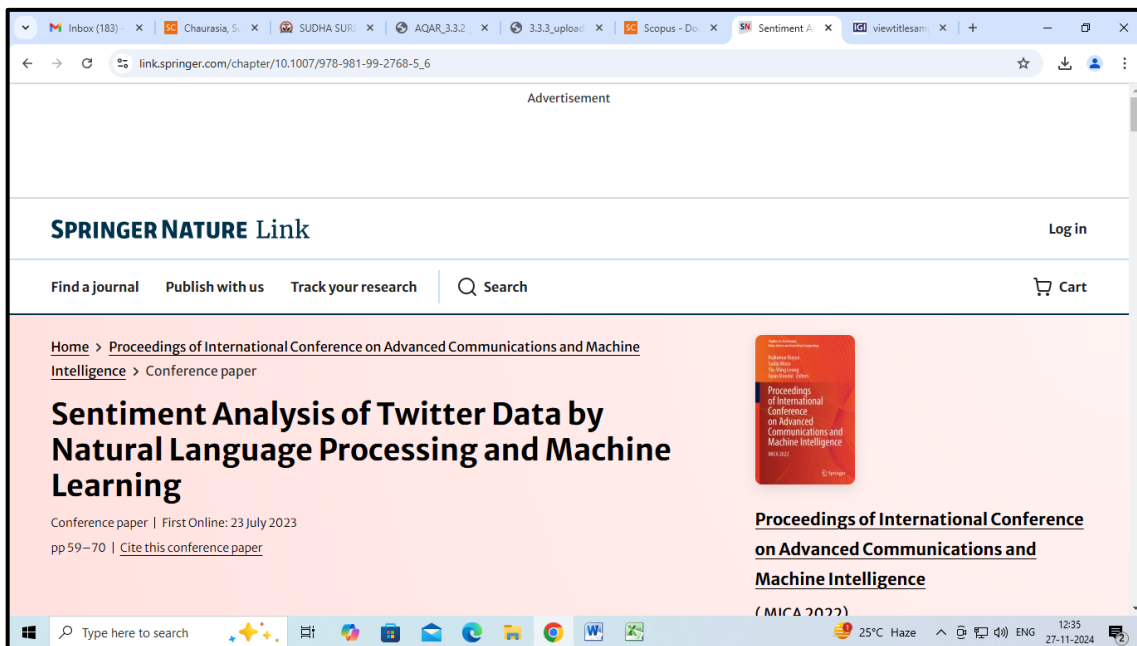 Inbox (183) -
Chaurasia, Su
SUDHA SURE
AQAR_3.3.2_
3.3.3_upload
Scopus - Do
Sentiment A
viewtitlesam
link.springer.com/chapter/10.1007/978-981-99-2768-5_6
Advertisement
SPRINGER NATURE Link
Log in
Find a journal Publish with us Track your research Search
Cart
Home > Proceedings of International Conference on Advanced Communications and Machine
Intelligence > Conference paper
Sentiment Analysis of Twitter Data by
Natural Language Processing and Machine
Learning
Conference paper | First Online: 23 July 2023
pp 59–70 | Cite this conference paper
Proceedings
of International
Conference
on Advanced
Communications and
Machine Intelligence
MICA 2022
Springer
Proceedings of International Conference
on Advanced Communications and
Machine Intelligence
(MICA 2022)
Type here to search
25°C Haze
ENG
12:35
27-11-2024
2